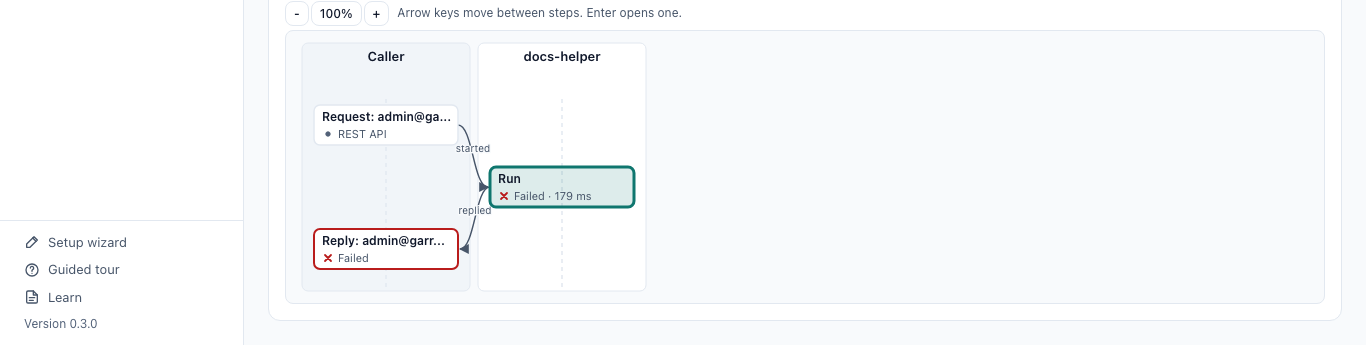 - 100% + Arrow keys move between steps. Enter opens one.
Caller
docs-helper
Request: admin@ga...
REST API
started
Run
Failed · 179 ms
replied
Reply: admin@garr...
Failed
Setup wizard
Guided tour
Learn
Version 0.3.0